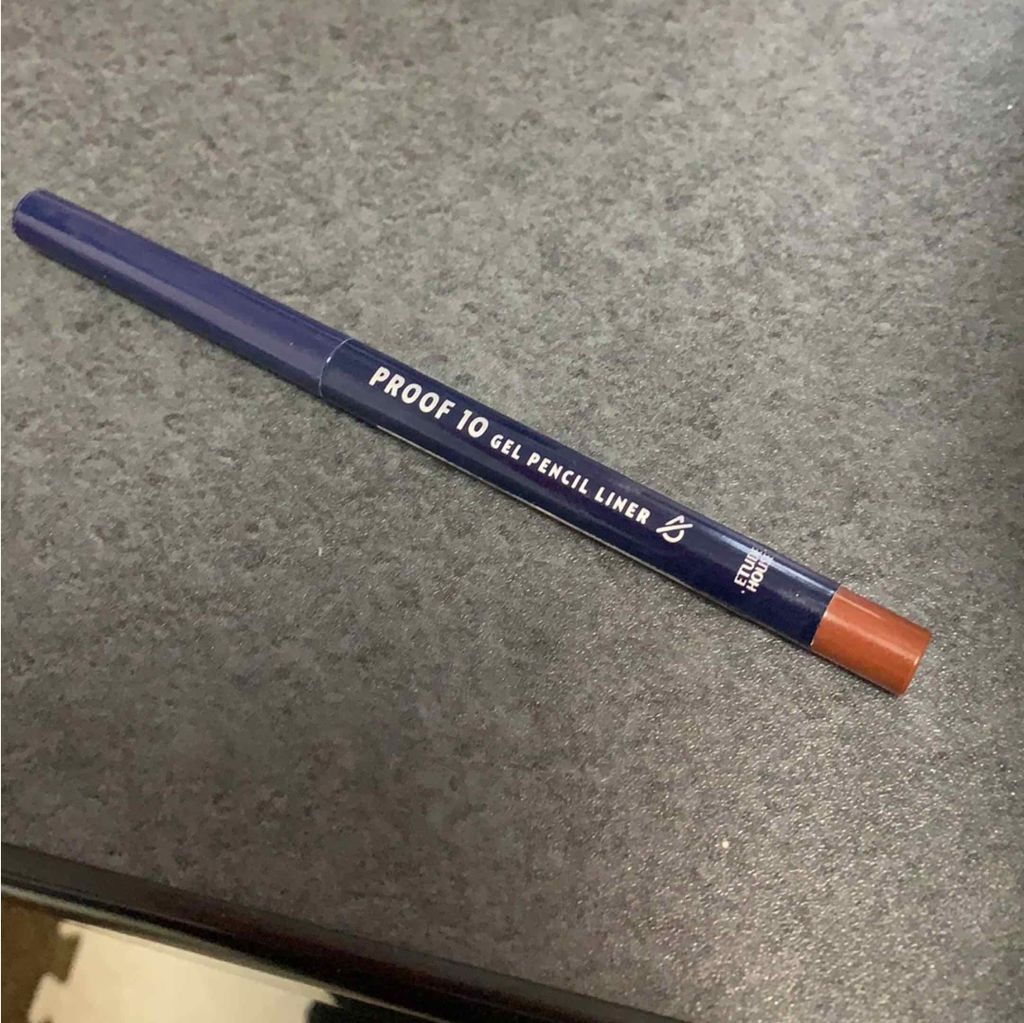 PROOF 10 GEL PENCIL LINER
ETUDE
HOUSE